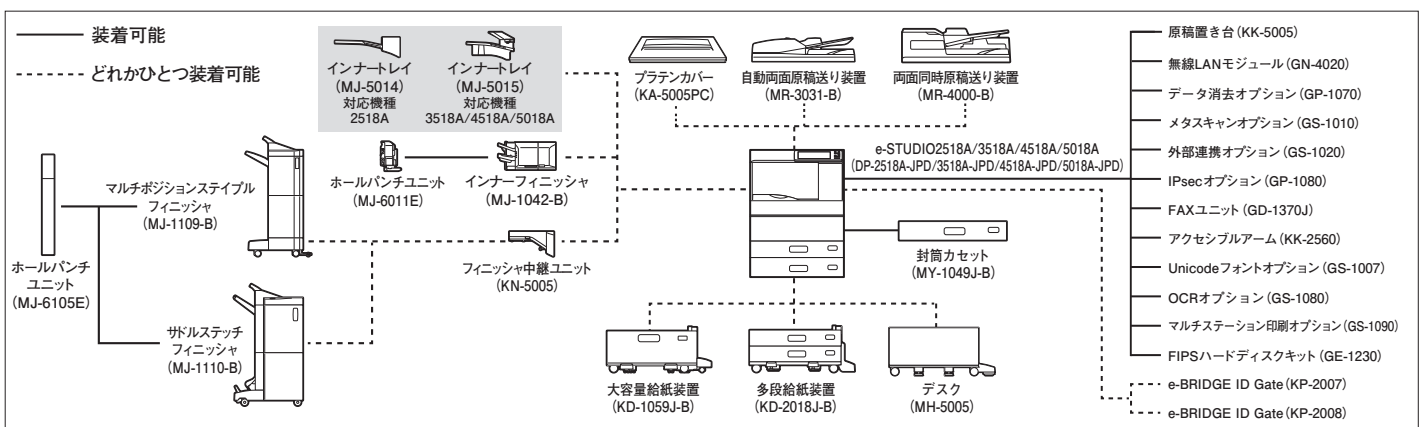 装着可能
どれかひとつ装着可能
インナートレイ
(MJ-5014)
対応機種
2518A
インナートレイ
(MJ-5015)
対応機種
3518A/4518A/5018A
プラテンカバー
(KA-5005PC)
自動両面原稿送り装置
(MR-3031-B)
両面同時原稿送り装置
(MR-4000-B)
ホールパンチユニット
(MJ-6011E)
インナーフィニッシャ
(MJ-1042-B)
e-STUDIO2518A/3518A/4518A/5018A
(DP-2518A-JPD/3518A-JPD/4518A-JPD/5018A-JPD)
マルチポジションステイプル
フィニッシャ
(MJ-1109-B)
ホールパンチ
ユニット
(MJ-6105E)
フィニッシャ中継ユニット
(KN-5005)
封筒カセット
(MY-1049J-B)
サドルステッチ
フィニッシャ
(MJ-1110-B)
大容量給紙装置
(KD-1059J-B)
多段給紙装置
(KD-2018J-B)
デスク
(MH-5005)
原稿置き台(KK-5005)
無線LANモジュール(GN-4020)
データ消去オプション(GP-1070)
メタスキャンオプション(GS-1010)
外部連携オプション(GS-1020)
IPsecオプション(GP-1080)
FAXユニット(GD-1370J)
アクセシブルアーム(KK-2560)
Unicodeフォントオプション(GS-1007)
OCRオプション(GS-1080)
マルチステーション印刷オプション(GS-1090)
FIPSハードディスクキット(GE-1230)
e-BRIDGE ID Gate(KP-2007)
e-BRIDGE ID Gate(KP-2008)